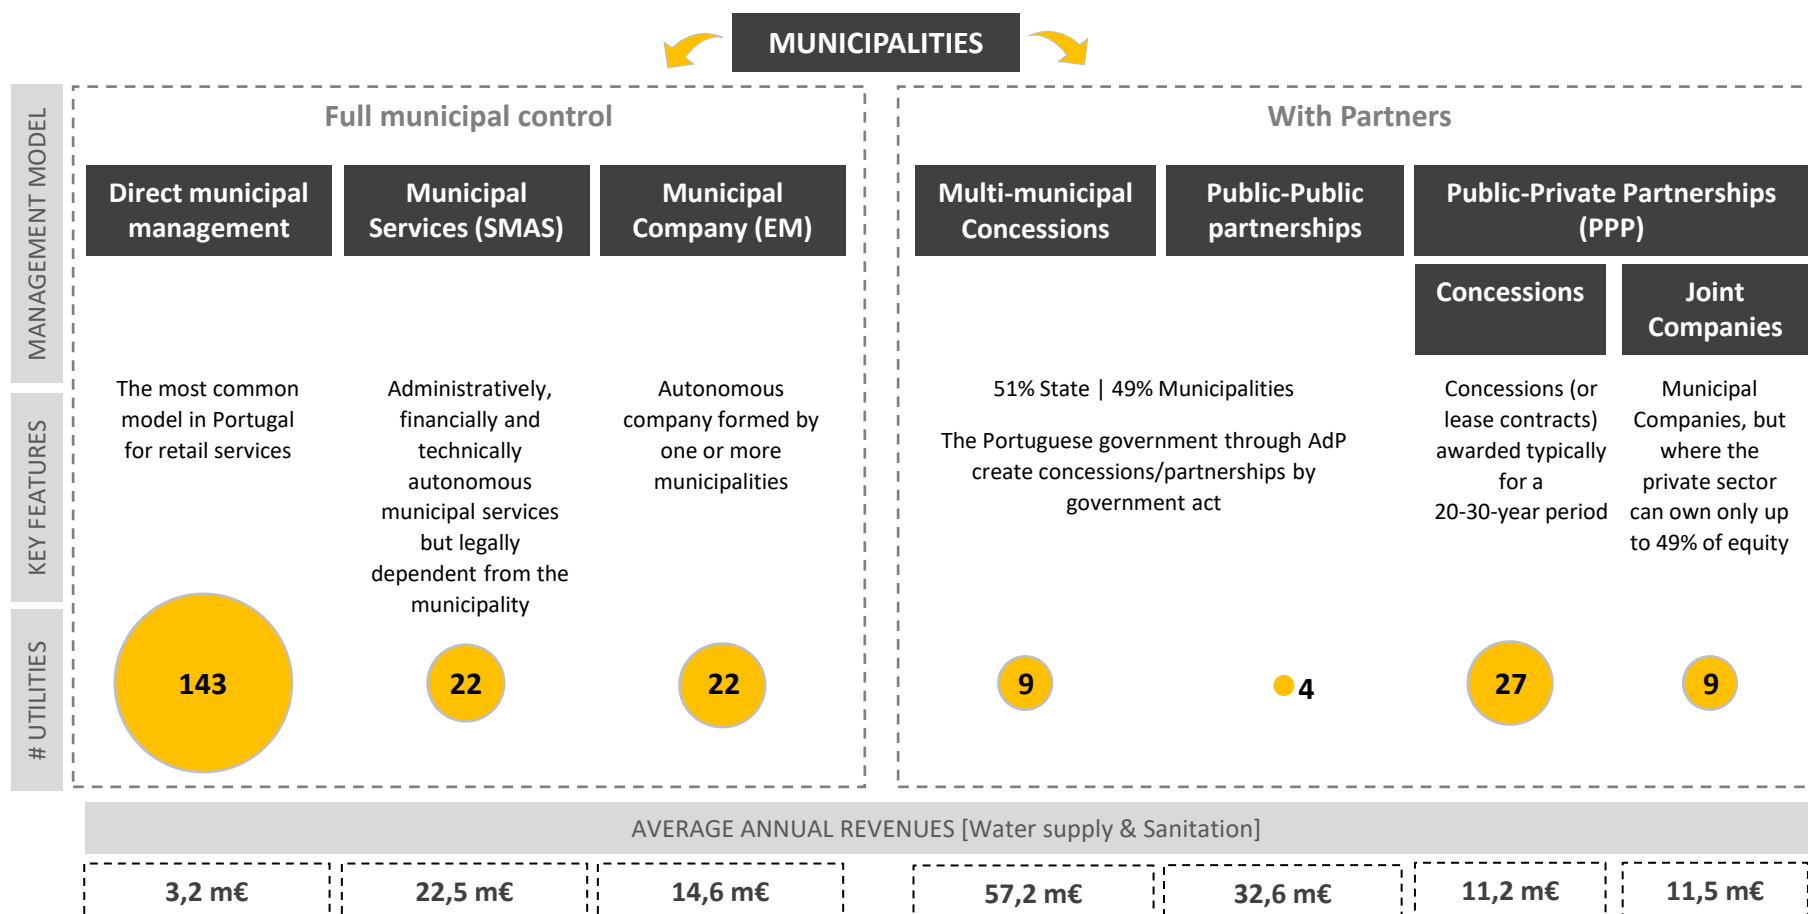 MUNICIPALITIES
MANAGEMENT MODEL
Full municipal control
With Partners
Direct municipal
management
Municipal
Services (SMAS)
Municipal
Company (EM)
Multi-municipal
Concessions
Public-Public
partnerships
Public-Private Partnerships
(PPP)
Concessions
Joint
Companies
KEY FEATURES
The most common
model in Portugal
for retail services
Administratively,
financially and
technically
autonomous
municipal services
but legally
dependent from the
municipality
Autonomous
company formed by
one or more
municipalities
51% State | 49% Municipalities
The Portuguese government through AdP
create concessions/partnerships by
government act
Concessions (or
lease contracts)
awarded typically
for a
20-30-year period
Municipal
Companies, but
where the
private sector
can own only up
to 49% of equity
# UTILITIES
143
22
22
9
4
27
9
AVERAGE ANNUAL REVENUES [Water supply & Sanitation]
3,2 m€
22,5 m€
14,6 m€
57,2 m€
32,6 m€
11,2 m€
11,5 m€